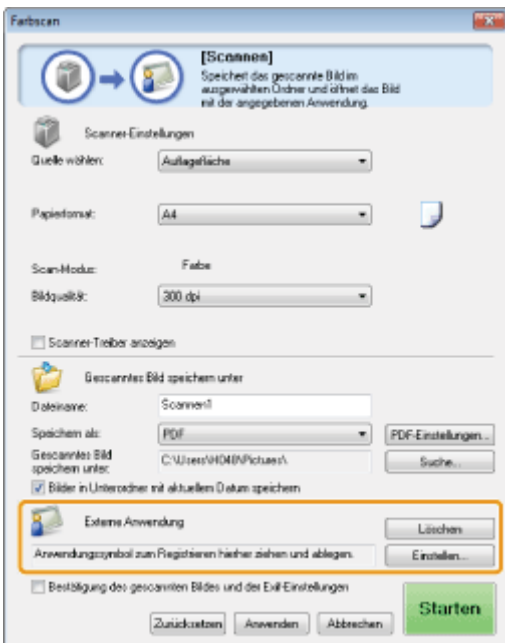 Farbscan
[Scannen]
Speichert das gescannte Bild im
ausgewählten Ordner und öffnet das Bild
mit der angegebenen Anwendung.
Scanner-Einstellungen
Quelle wählen: Auflagefläche
Papierformat: A4
Scan-Modus: Farbe
Bildqualität: 300 dpi
Scanner-Treiber anzeigen
Gescanntes Bild speichern unter
Dateiname: Scannen1
Speichern als: PDF PDF-Einstellungen...
Gescanntes Bild
speichern unter: C:\Users\HO48\Pictures\ Suche...
Bilder in Unterordner mit aktuellem Datum speichern
Externe Anwendung Löschen
Anwendungssymbol zum Registrieren hierher ziehen und ablegen. Einstellen...
Bestätigung des gescannten Bildes und der Exif-Einstellungen
Zurücksetzen Anwenden Abbrechen Starten